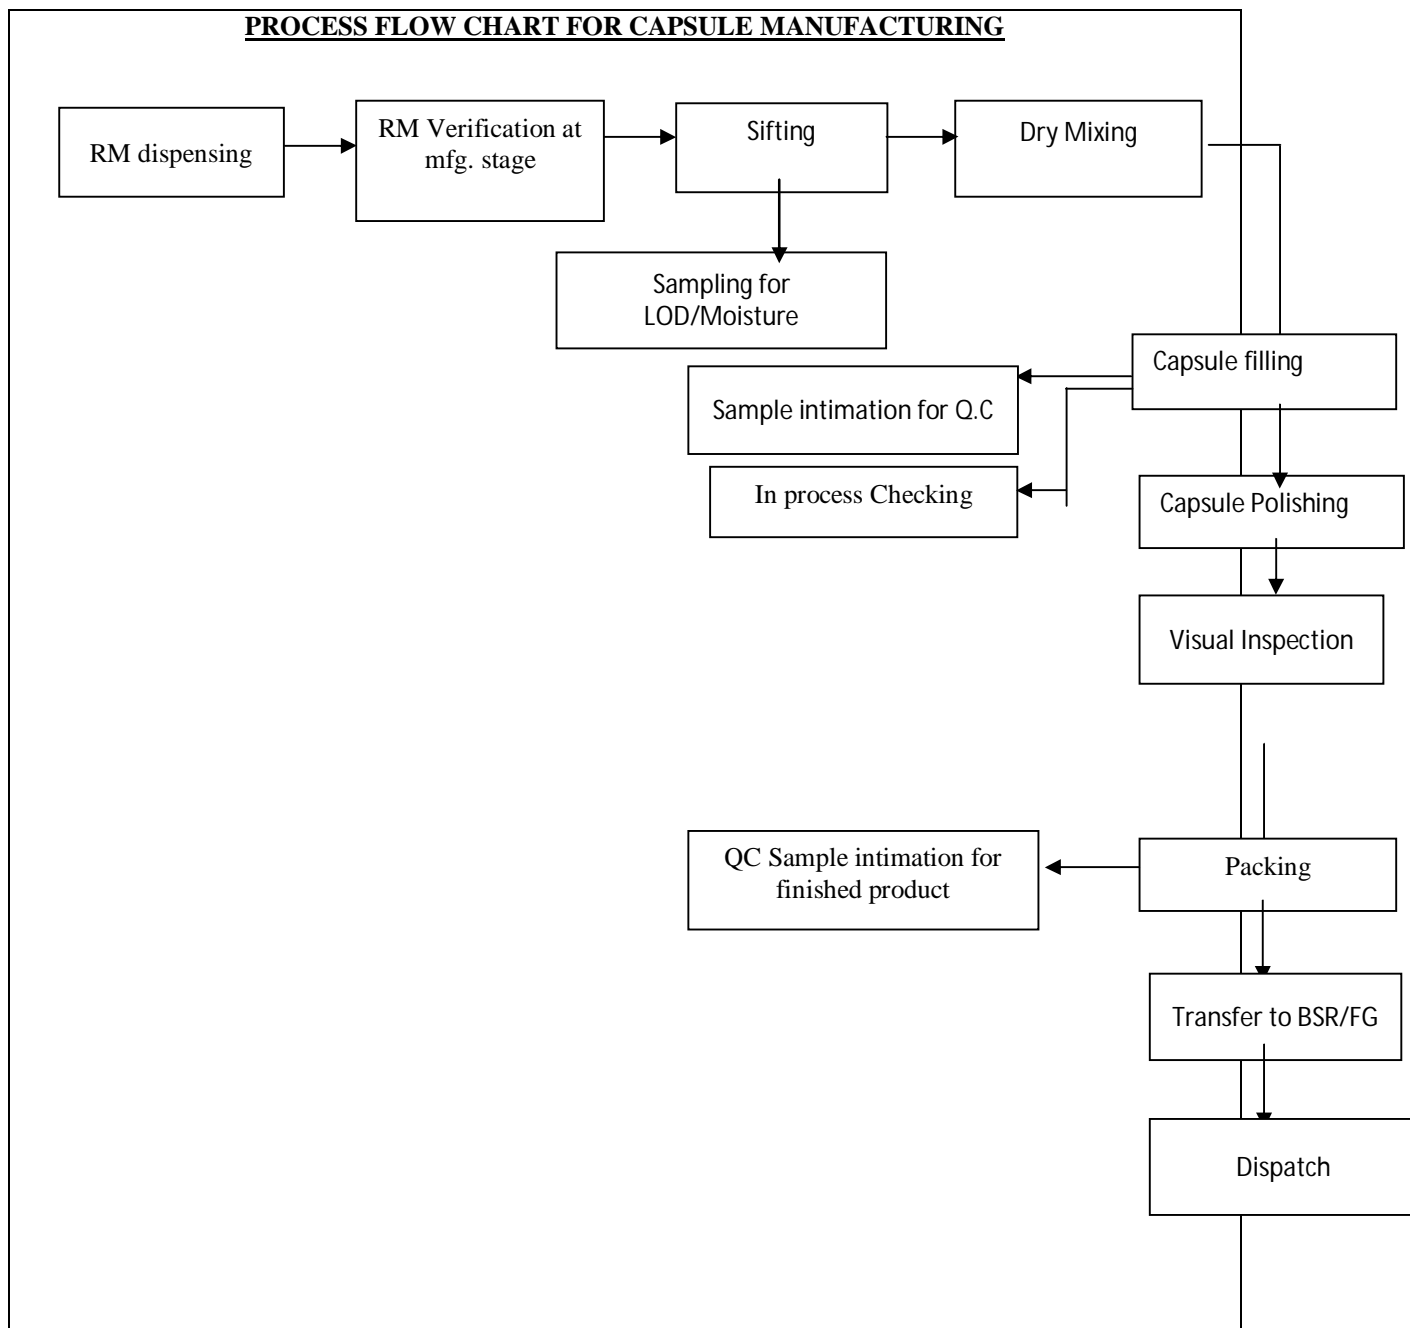 PROCESS FLOW CHART FOR CAPSULE MANUFACTURING
RM dispensing
RM Verification at
mfg. stage
Sifting
Dry Mixing
Sampling for
LOD/Moisture
Capsule filling
Sample intimation for Q.C
In process Checking
Capsule Polishing
Visual Inspection
QC Sample intimation for
finished product
Packing
Transfer to BSR/FG
Dispatch